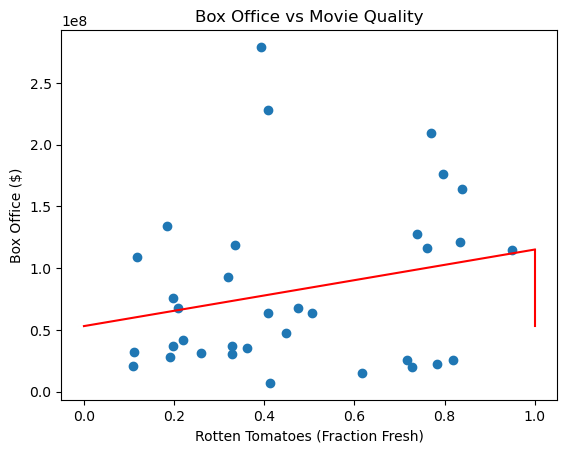 Box Office vs Movie Quality
1e8
2.5
2.0
1.5
1.0
0.5
0.0
Box Office ($)
0.0 0.2 0.4 0.6 0.8 1.0
Rotten Tomatoes (Fraction Fresh)